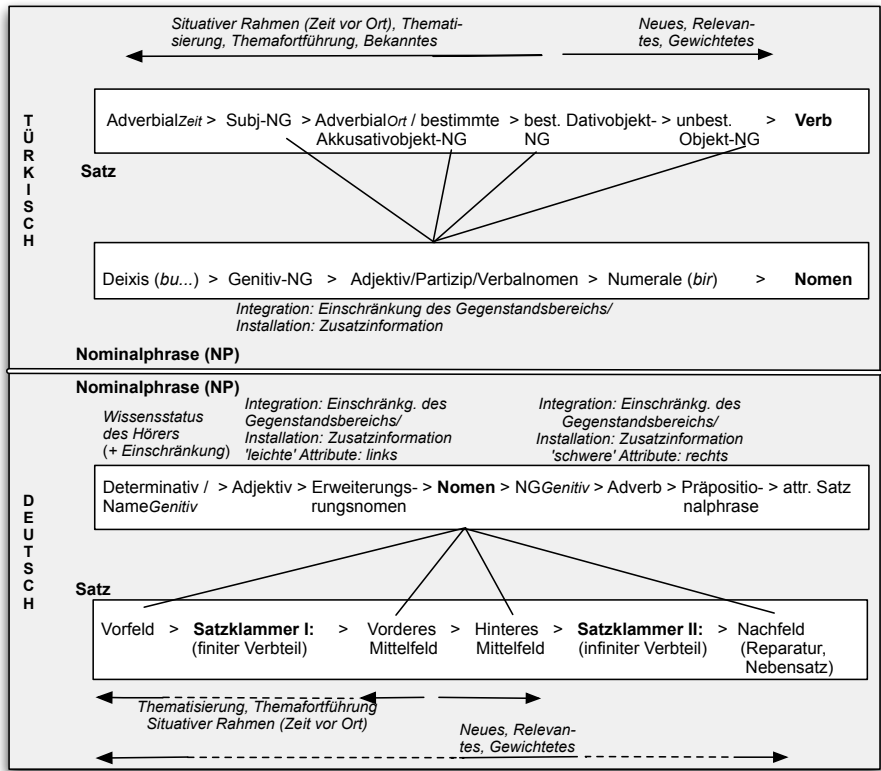 Situativer Rahmen (Zeit vor Ort), Themati-
sierung, Themafortführung, Bekanntes
Neues, Relevan-
tes, Gewichtetes
TÜRKISCH
AdverbialZeit > Subj-NG > AdverbialOrt / bestimmte > best. Dativobjekt- > unbest. > Verb
Akkusativobjekt-NG NG Objekt-NG
Satz
Deixis (bu...) > Genitiv-NG > Adjektiv/Partizip/Verbalnomen > Numerale (bir) > Nomen
Integration: Einschränkung des Gegenstandsbereichs/
Installation: Zusatzinformation
Nominalphrase (NP)
Nominalphrase (NP)
Wissensstatus
des Hörers
(+ Einschränkung)
Integration: Einschränkg. des
Gegenstandsbereichs/
Installation: Zusatzinformation
'leichte' Attribute: links
Integration: Einschränkg. des
Gegenstandsbereichs/
Installation: Zusatzinformation
'schwere' Attribute: rechts
DEUTSCH
Determinativ / > Adjektiv > Erweiterungs- > Nomen > NGGenitiv > Adverb > Präpositio- > attr. Satz
NameGenitiv rungsnomen nalphrase
Satz
Vorfeld > Satzklammer I: > Vorderes > Hinteres > Satzklammer II: > Nachfeld
(finiter Verbteil) Mittelfeld Mittelfeld (infiniter Verbteil) (Reparatur,
Nebensatz)
Thematisierung, Themafortführung
Situativer Rahmen (Zeit vor Ort)
Neues, Relevan-
tes, Gewichtetes